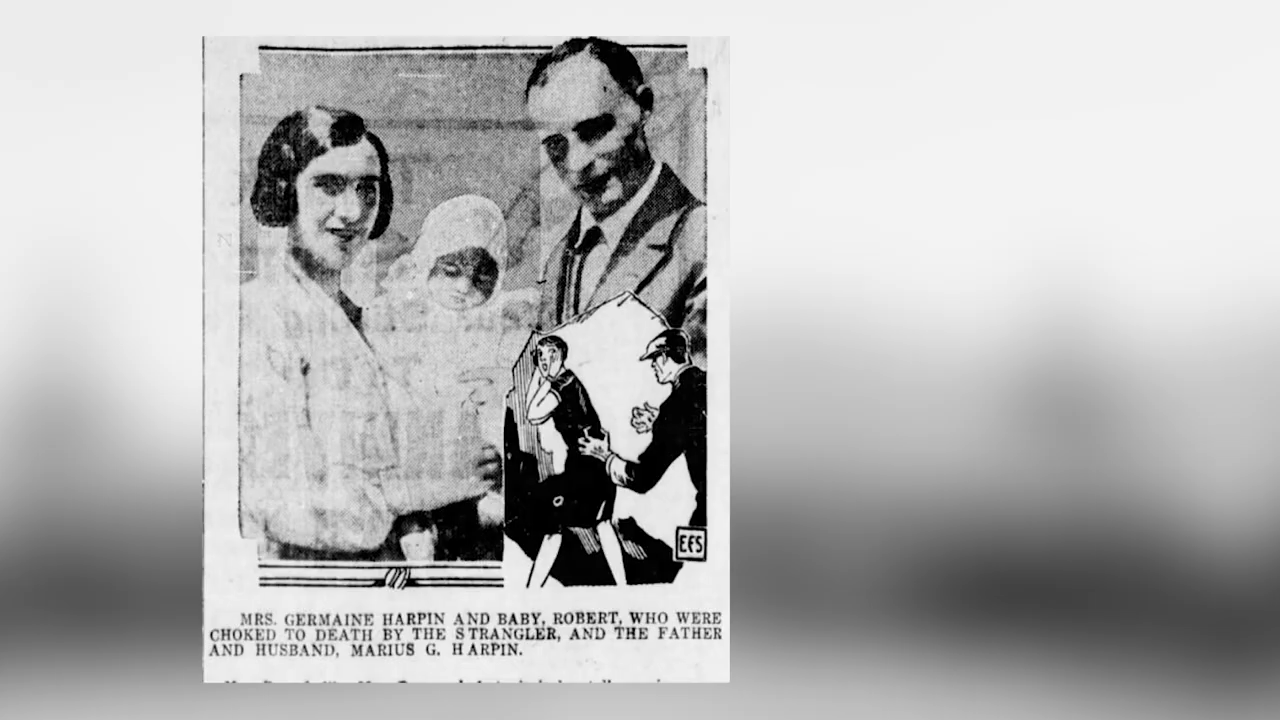 EFS
MRS. GERMAINE HARPIN AND BABY, ROBERT, WHO WERE
CHOKED TO DEATH BY THE STRANGLER, AND THE FATHER
AND HUSBAND, MARIUS G. HARPIN.